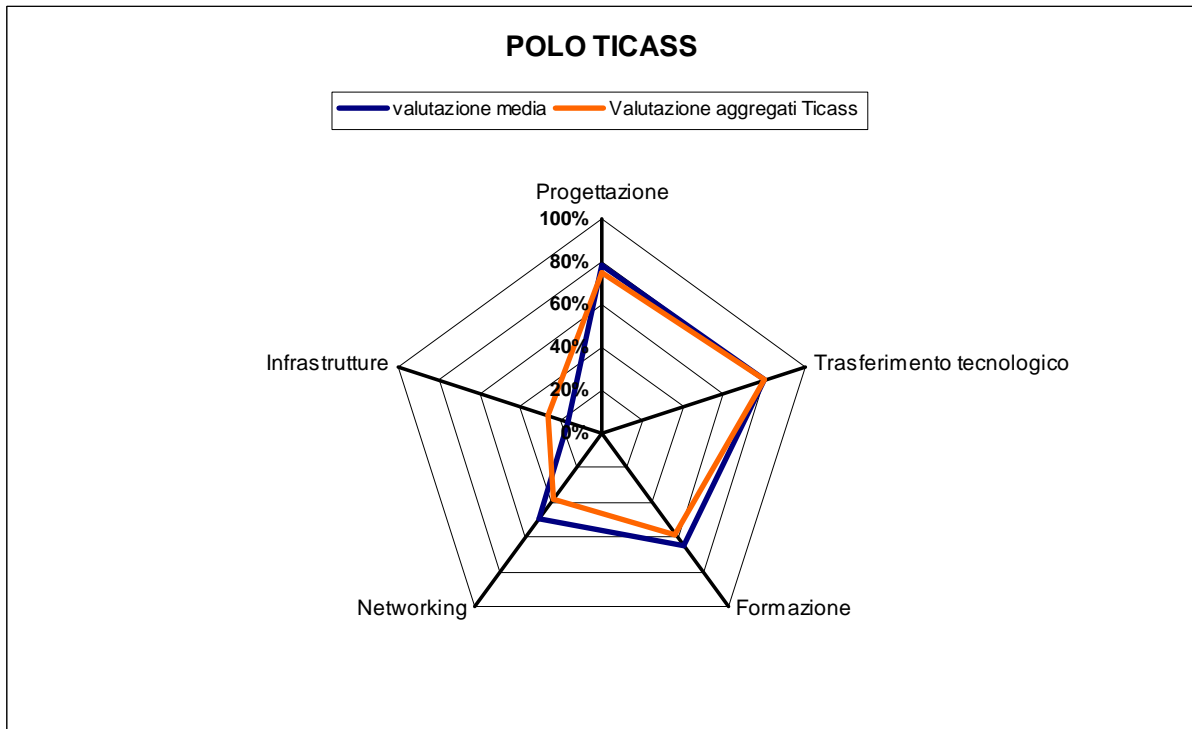 POLO TICASS
valutazione media Valutazione aggregati Ticass
Progettazione
100%
80%
60%
40%
20%
0%
Trasferimento tecnologico
Infrastrutture
Networking
Formazione